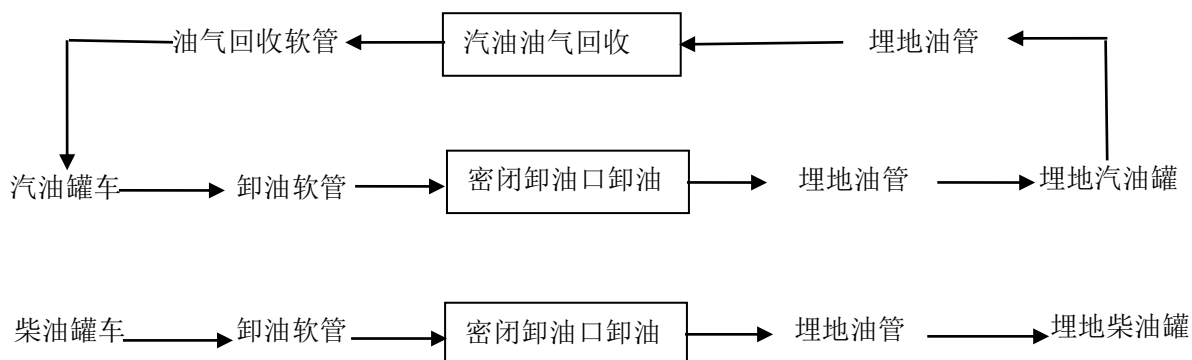 油气回收软管 汽油油气回收 埋地油管
汽油罐车 卸油软管 密闭卸油口卸油 埋地油管 埋地汽油罐
柴油罐车 卸油软管 密闭卸油口卸油 埋地油管 埋地柴油罐